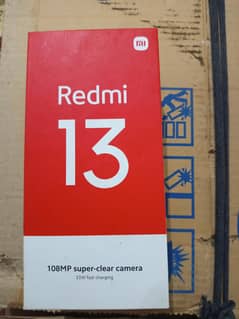 mi
Redmi
13
108MP super-clear camera
33W fast charging